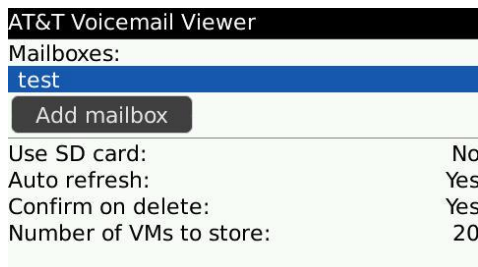 AT&T Voicemail Viewer
Mailboxes:
test
Add mailbox
Use SD card: No
Auto refresh: Yes
Confirm on delete: Yes
Number of VMs to store: 20